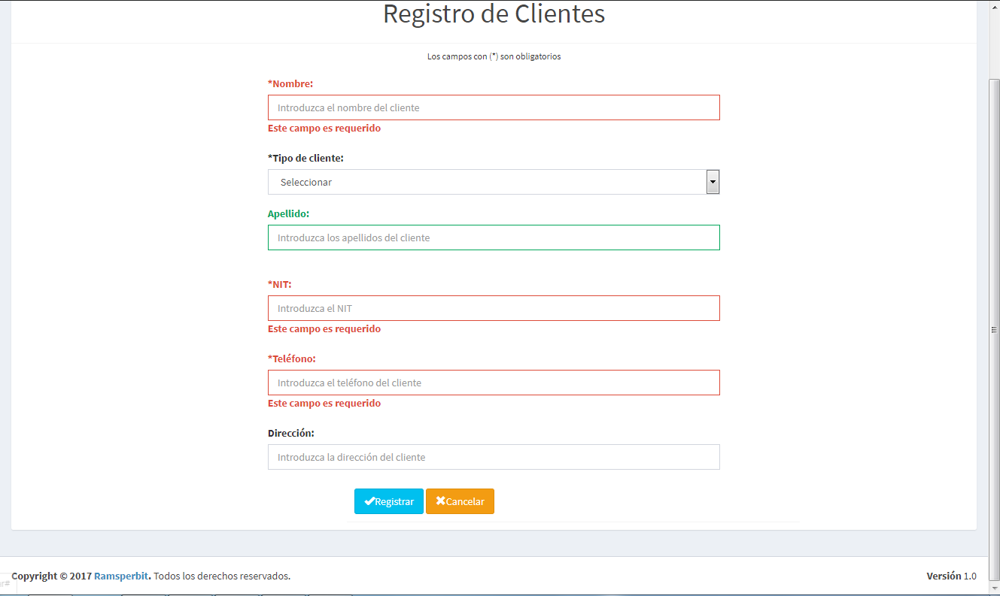 Registro de Clientes
Los campos con (*) son obligatorios
*Nombre:
Introduzca el nombre del cliente
Este campo es requerido
*Tipo de cliente:
Seleccionar
Apellido:
Introduzca los apellidos del cliente
*NIT:
Introduzca el NIT
Este campo es requerido
*Teléfono:
Introduzca el teléfono del cliente
Este campo es requerido
Dirección:
Introduzca la dirección del cliente
Registrar Cancelar
Copyright © 2017 Ramsperbit. Todos los derechos reservados. Versión 1.0